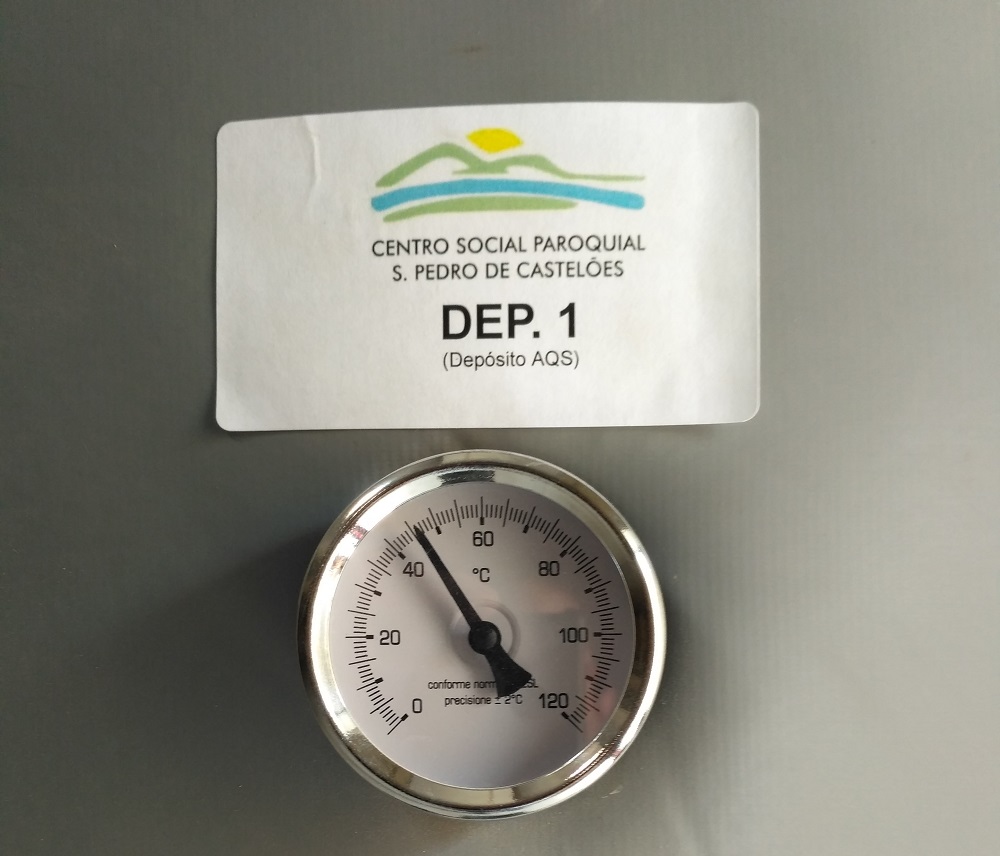 CENTRO SOCIAL PAROQUIAL
S. PEDRO DE CASTELÕES
DEP. 1
(Depósito AQS)
60
40
°C
80
20
100
conforme
0
precisione ± 2°C
120